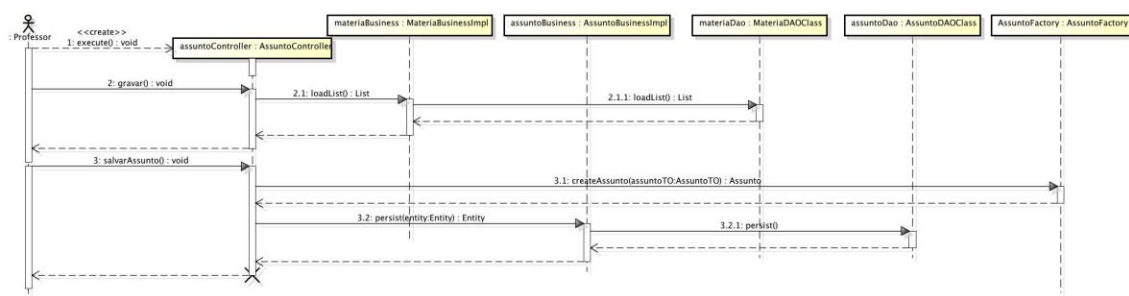 materiaBusiness : MateriaBusinessImpl
assuntoBusiness : AssuntoBusinessImpl
materiaDao : MateriaDAOClass
assuntoDao : AssuntoDAOClass
AssuntoFactory : AssuntoFactory
: Professor
<<create>>
1: execute() : void
assuntoController : AssuntoController
2: gravar() : void
2.1: loadList() : List
2.1.1: loadList() : List
3: salvarAssunto() : void
3.1: createAssunto(assuntoTO:AssuntoTO) : Assunto
3.2: persist(entity:Entity) : Entity
3.2.1: persist()